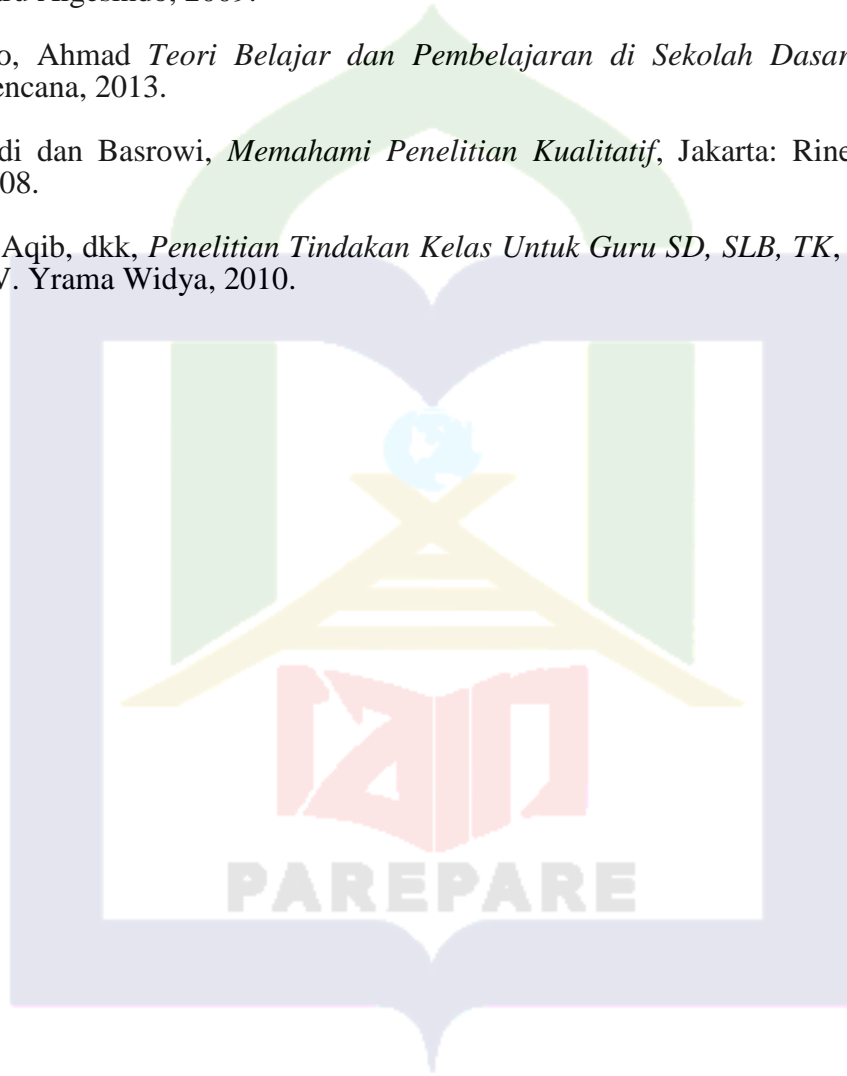 Algesindo, 2009.
o, Ahmad Teori Belajar dan Pembelajaran di Sekolah Dasar
encana, 2013.
di dan Basrowi, Memahami Penelitian Kualitatif, Jakarta: Rine
08.
Aqib, dkk, Penelitian Tindakan Kelas Untuk Guru SD, SLB, TK,
V. Yrama Widya, 2010.
iain
PAREPARE